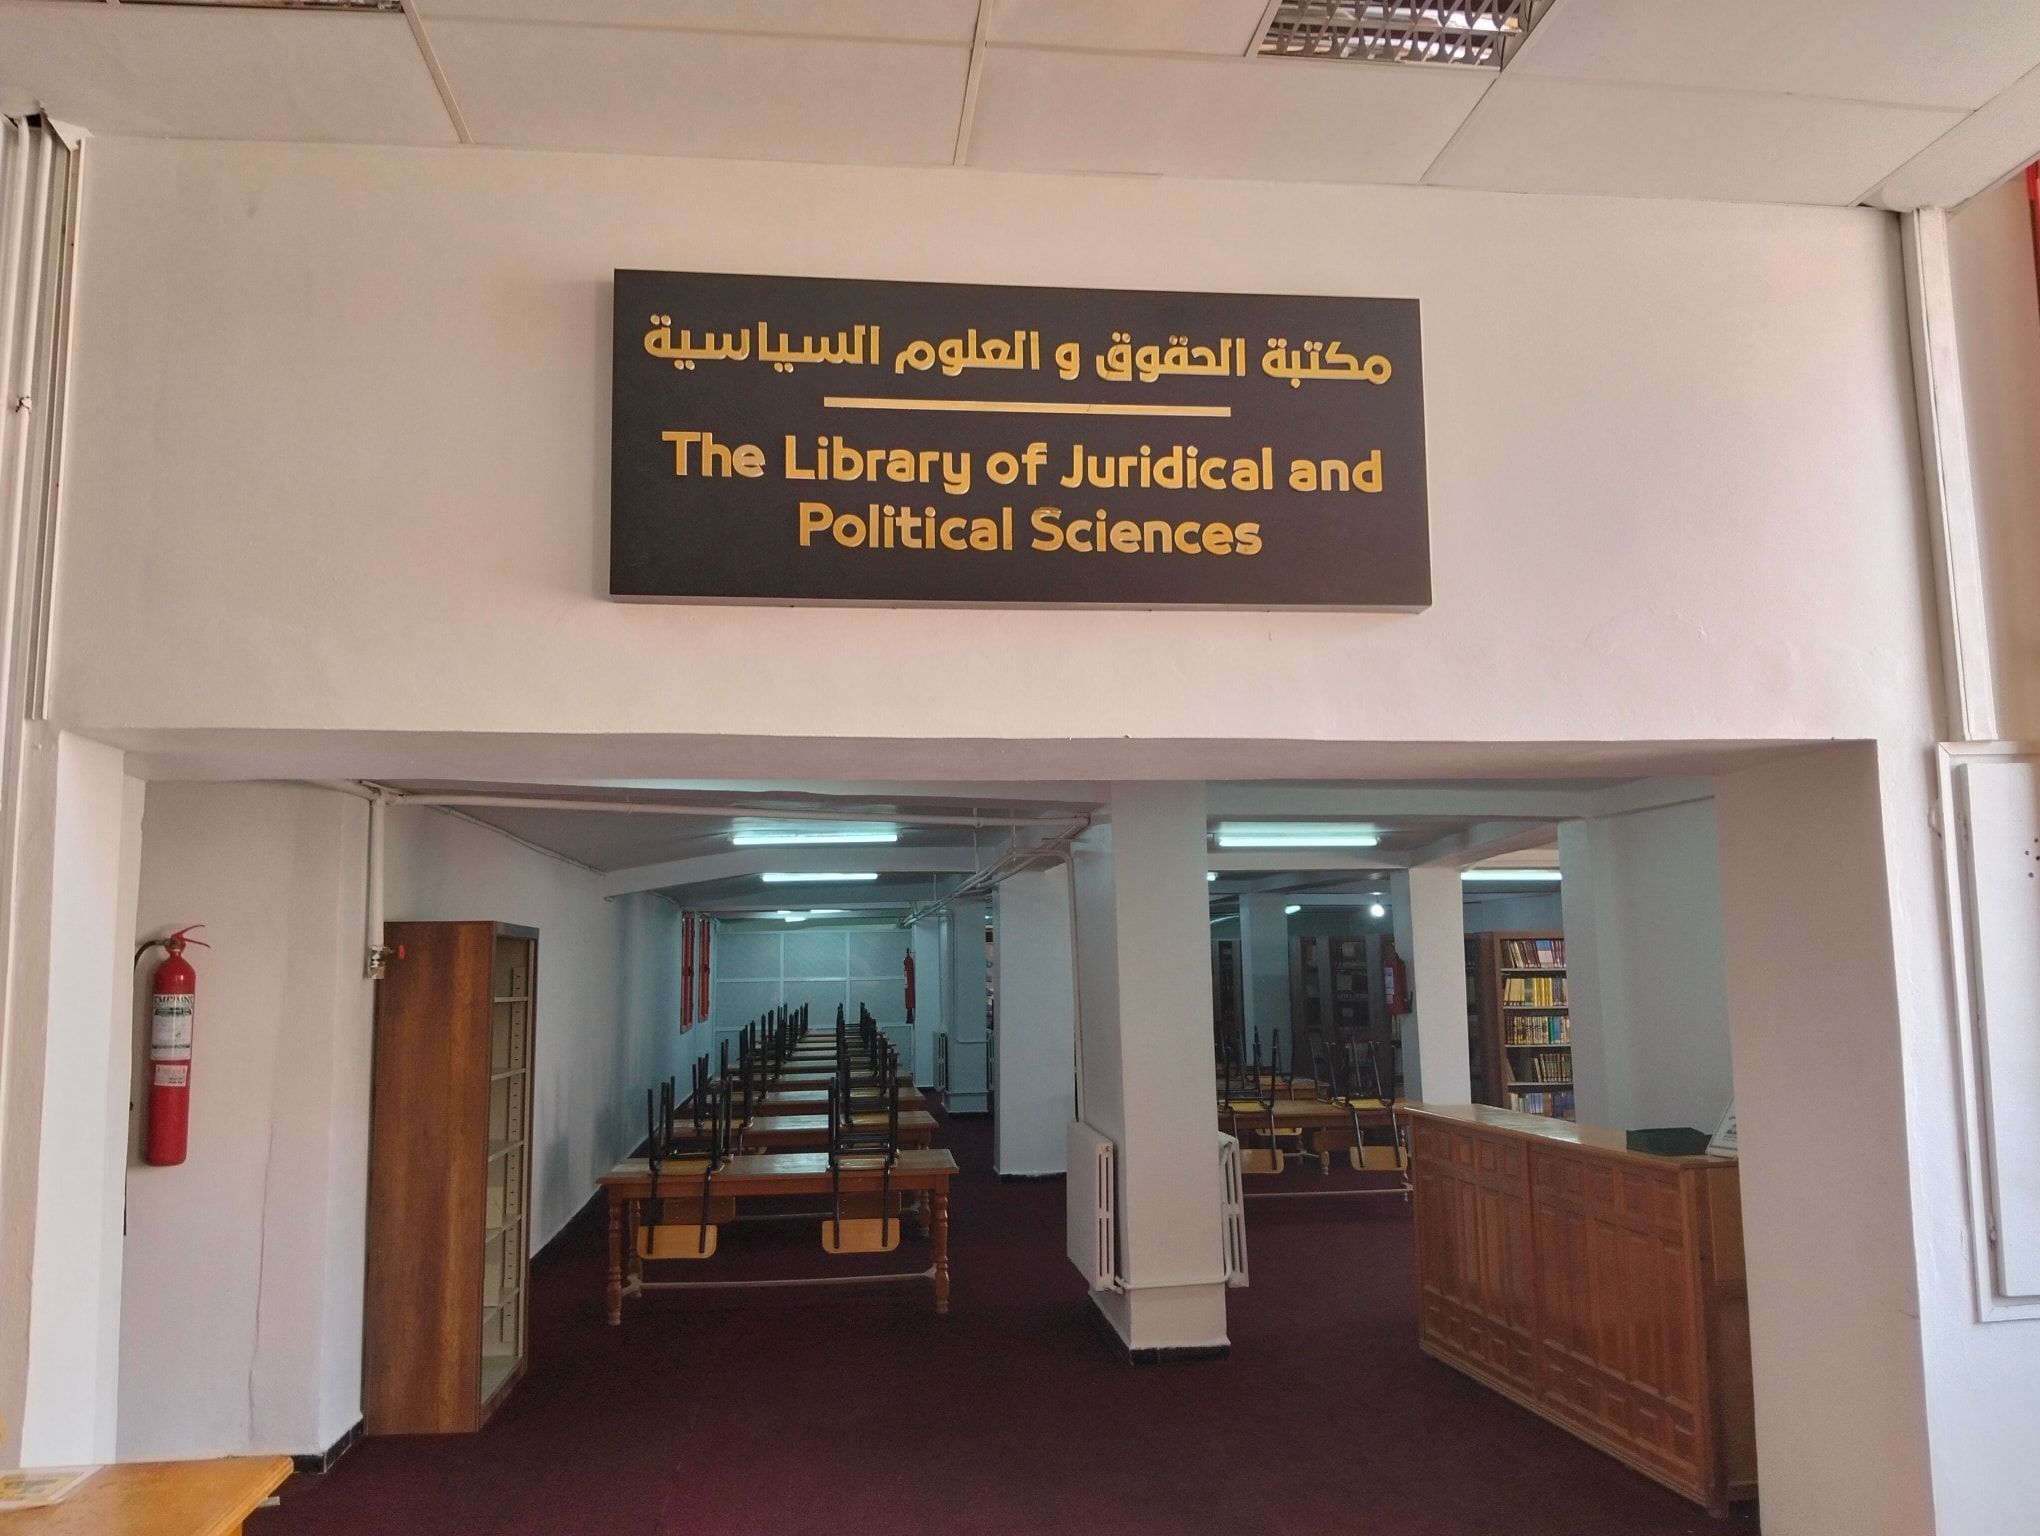 مكتبة الحقوق و العلوم السياسية
The Library of Juridical and
Political Sciences